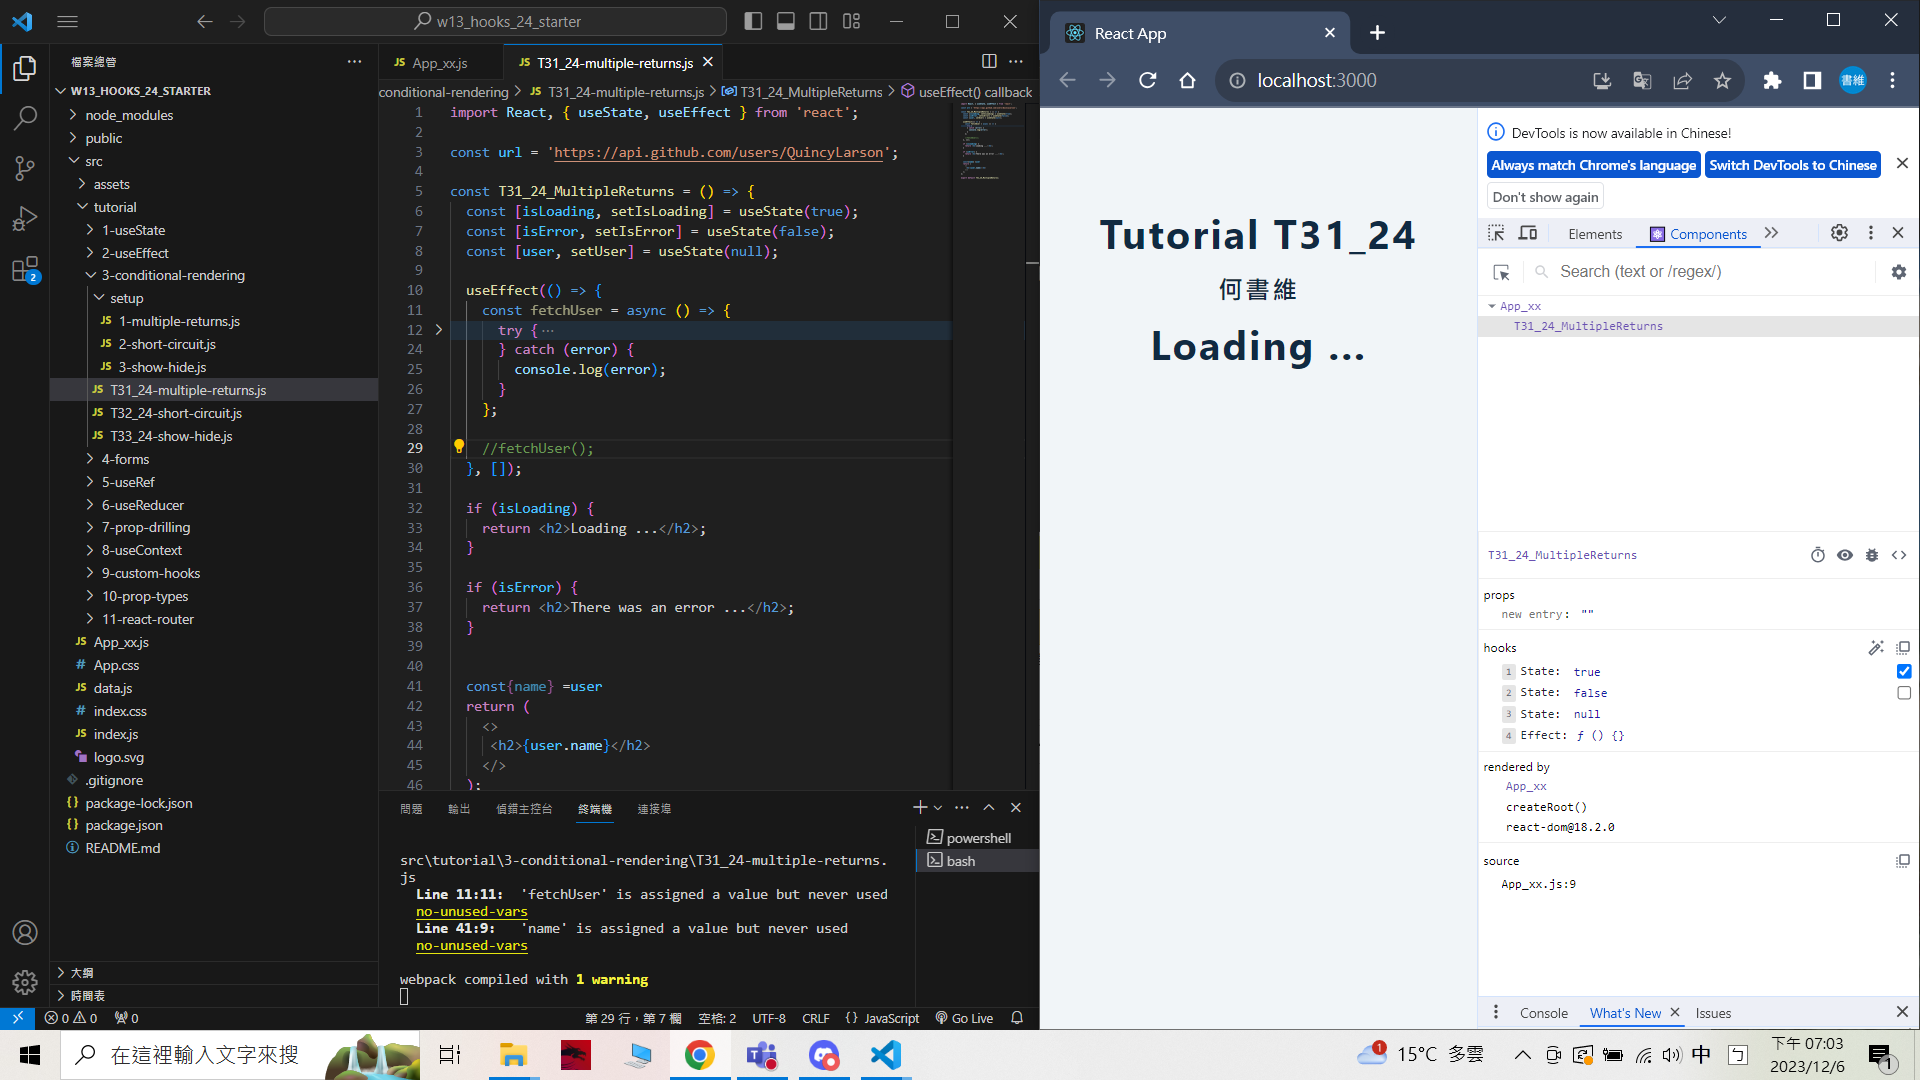 w13_hooks_24_starter
檔案總管
W13_HOOKS_24_STARTER
node_modules
public
src
assets
tutorial
1-useState
2-useEffect
3-conditional-rendering
setup
JS 1-multiple-returns.js
JS 2-short-circuit.js
JS 3-show-hide.js
JS T31_24-multiple-returns.js
JS T32_24-short-circuit.js
JS T33_24-show-hide.js
4-forms
5-useRef
6-useReducer
7-prop-drilling
8-useContext
9-custom-hooks
10-prop-types
11-react-router
JS App_xx.js
# App.css
JS data.js
# index.css
JS index.js
logo.svg
.gitignore
{} package-lock.json
{} package.json
README.md
大綱
時間表
2
JS App_xx.js
JS T31_24-multiple-returns.js
conditional-rendering > JS T31_24-multiple-returns.js > T31_24_MultipleReturns > useEffect() callback
1 import React, { useState, useEffect } from 'react';
2
3 const url = 'https://api.github.com/users/QuincyLarson';
4
5 const T31_24_MultipleReturns = () => {
6 const [isLoading, setIsLoading] = useState(true);
7 const [isError, setIsError] = useState(false);
8 const [user, setUser] = useState(null);
9
10 useEffect(() => {
11 const fetchUser = async () => {
12 try { ···
24 } catch (error) {
25 console.log(error);
26 }
27 };
28
29 //fetchUser();
30 }, []);
31
32 if (isLoading) {
33 return <h2>Loading ...</h2>;
34 }
35
36 if (isError) {
37 return <h2>There was an error ...</h2>;
38 }
39
40
41 const{name} =user
42 return (
43 <>
44 <h2>{user.name}</h2>
45 </>
46 );
問題 輸出 偵錯主控台 終端機 連接埠
powershell
bash
src\tutorial\3-conditional-rendering\T31_24-multiple-returns.
js
Line 11:11: 'fetchUser' is assigned a value but never used
no-unused-vars
Line 41:9: 'name' is assigned a value but never used
no-unused-vars
webpack compiled with 1 warning
0 0 0
第 29 行，第 7 欄 空格: 2 UTF-8 CRLF {} JavaScript Go Live
React App
localhost:3000
書維
Tutorial T31_24
何書維
Loading ...
DevTools is now available in Chinese!
Always match Chrome's language
Switch DevTools to Chinese
Don't show again
Elements
Components
Search (text or /regex/)
App_xx
T31_24_MultipleReturns
T31_24_MultipleReturns
props
new entry: ""
hooks
1 State: true
2 State: false
3 State: null
4 Effect: ƒ () {}
rendered by
App_xx
createRoot()
react-dom@18.2.0
source
App_xx.js:9
Console
What's New
Issues
在這裡輸入文字來搜
1
15°C 多雲
中
ㄅ
下午 07:03
2023/12/6
1